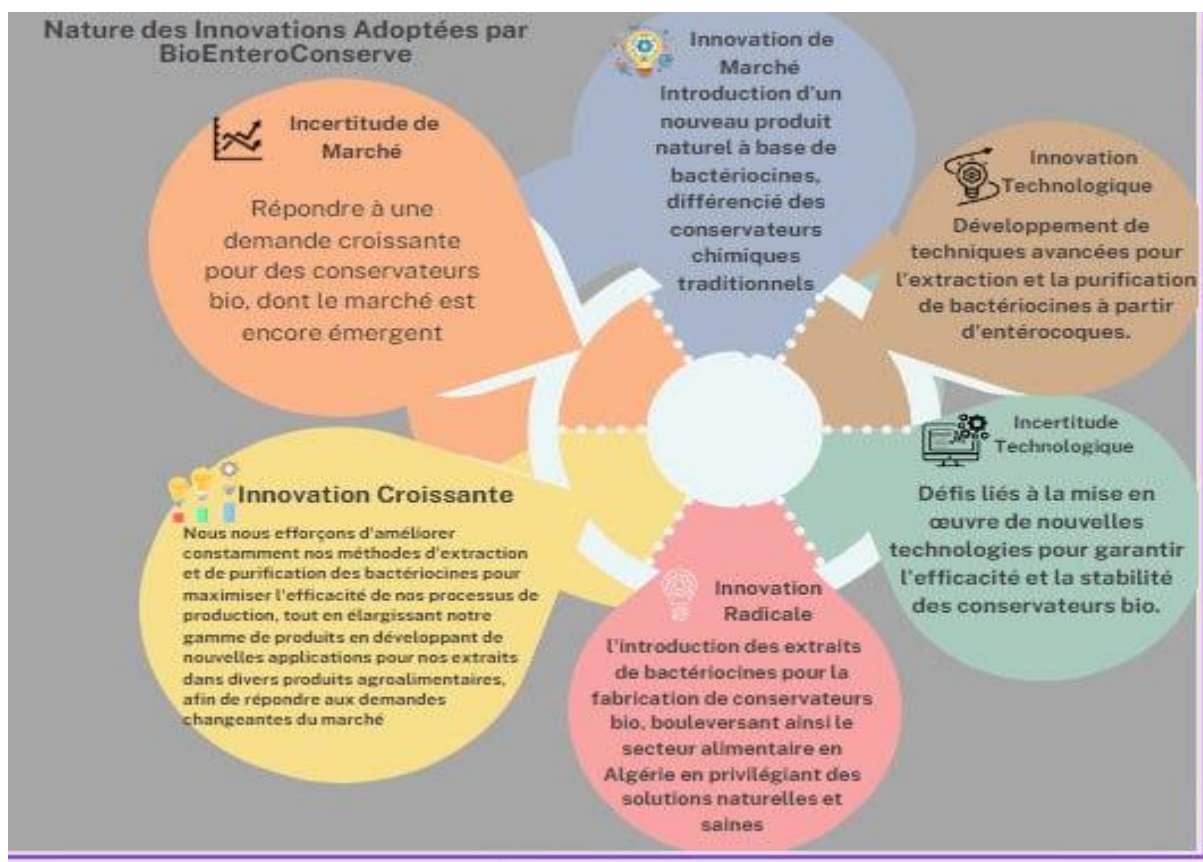 Nature des Innovations Adoptées par
BioEnteroConserve
Incertitude de
Marché
Répondre à une
demande croissante
pour des conservateurs
bio, dont le marché est
encore émergent
Innovation de
Marché
Introduction d'un
nouveau produit
naturel à base de
bactériocines,
différencié des
conservateurs
chimiques
traditionnels
Innovation
Technologique
Développement de
techniques avancées pour
l'extraction et la purification
de bactériocines à partir
d'entérocoques.
Incertitude
Technologique
Défis liés à la mise en
œuvre de nouvelles
technologies pour garantir
l'efficacité et la stabilité
des conservateurs bio.
Innovation
Radicale
l'introduction des extraits
de bactériocines pour la
fabrication de conservateurs
bio, bouleversant ainsi le
secteur alimentaire en
Algérie en privilégiant des
solutions naturelles et
saines
Innovation Croissante
Nous nous efforçons d'améliorer
constamment nos méthodes d'extraction
et de purification des bactériocines pour
maximiser l'efficacité de nos processus de
production, tout en élargissant notre
gamme de produits en développant de
nouvelles applications pour nos extraits
dans divers produits agroalimentaires,
afin de répondre aux demandes
changeantes du marché